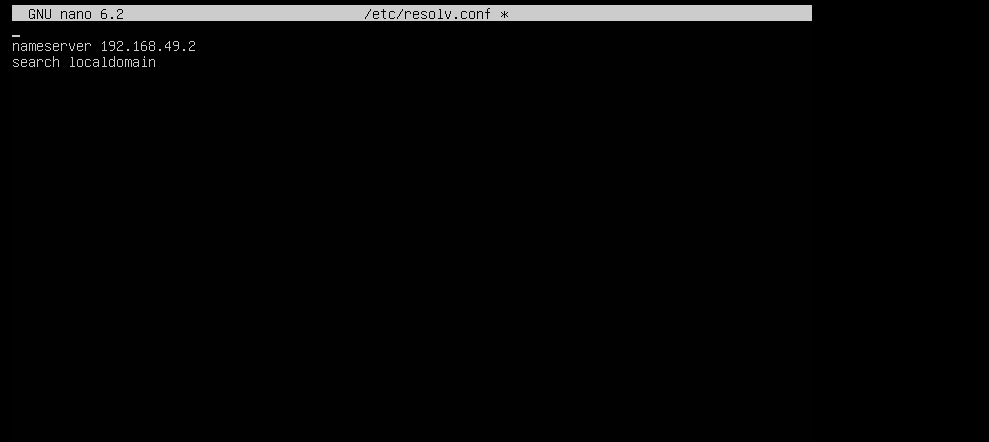 GNU nano 6.2 /etc/resolv.conf *
nameserver 192.168.49.2
search localdomain